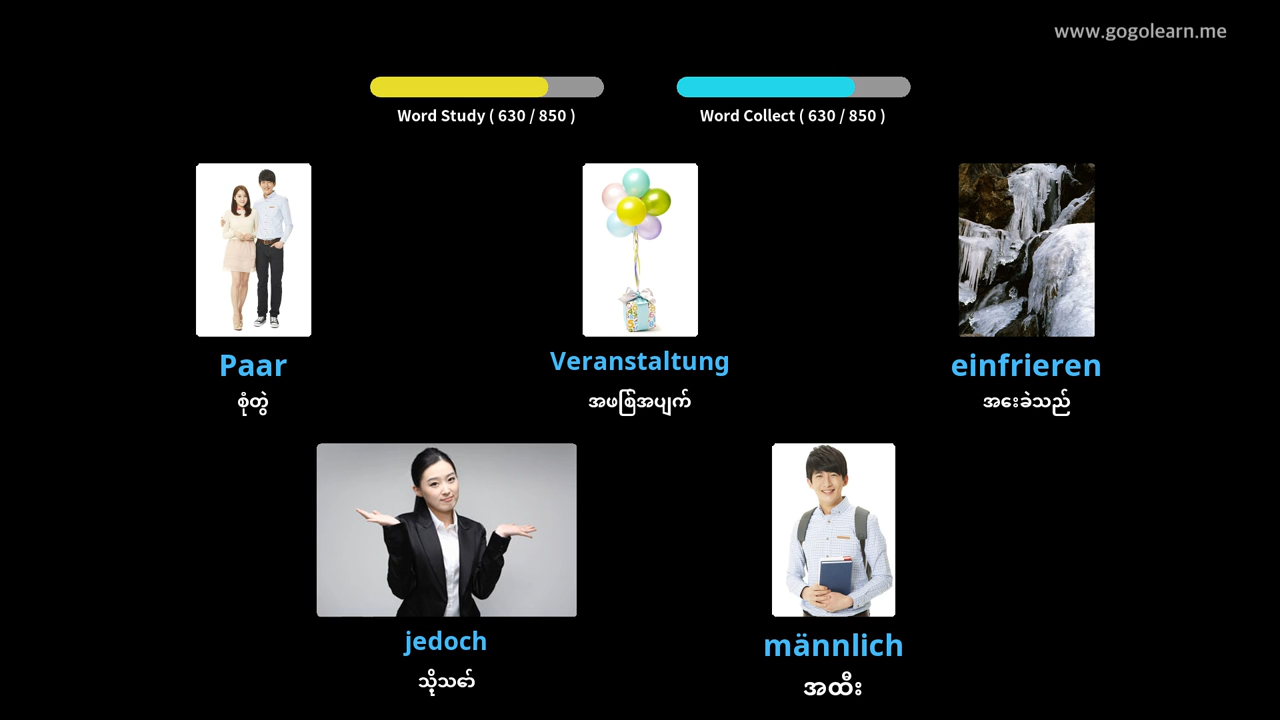 www.gogolearn.me
Word Study ( 630 / 850 )
Word Collect ( 630 / 850 )
Paar
Veranstaltung
einfrieren
စုံတွဲ
အဖြစ်အပျက်
အေးခဲသည်
jedoch
männlich
သို့သော်
အထီး